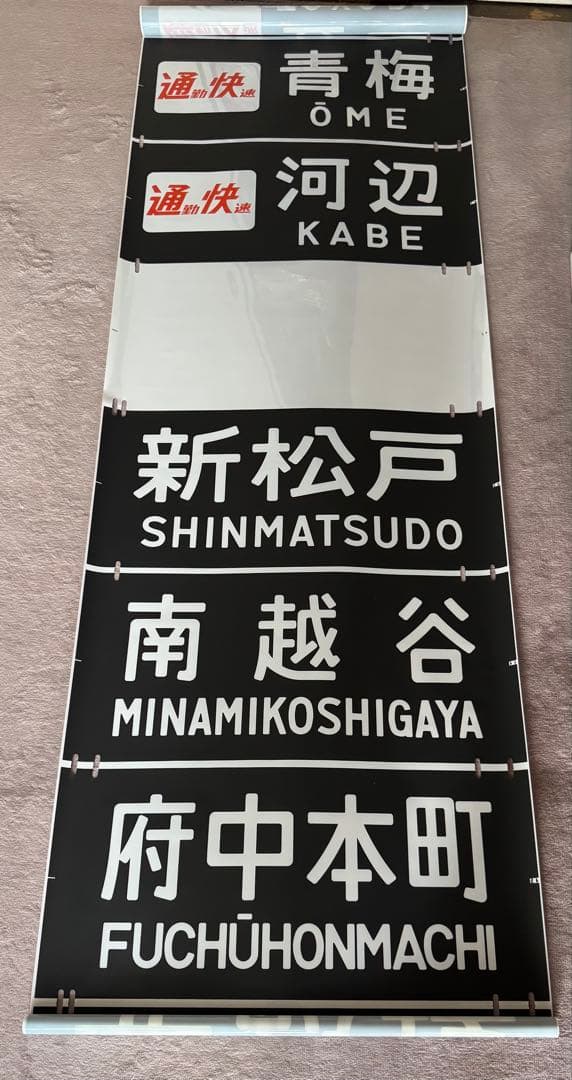 通勤快速 青梅
ŌME
通勤快速 河辺
KABE
新松戸
SHINMATSUDO
南越谷
MINAMIKOSHIGAYA
府中本町
FUCHŪHONMACHI